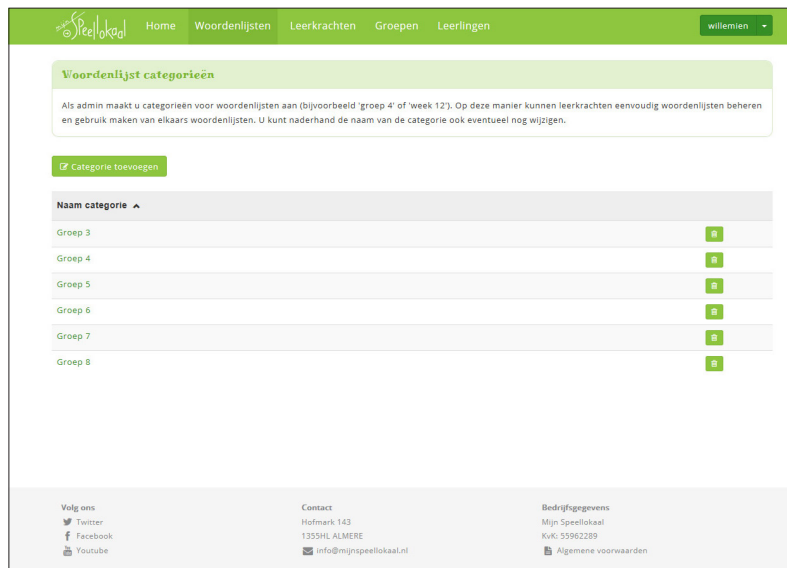 mijn Speellokaal
Home Woordenlijsten Leerkrachten Groepen Leerlingen willemien
Woordenlijst categorieën
Als admin maakt u categorieën voor woordenlijsten aan (bijvoorbeeld 'groep 4' of 'week 12'). Op deze manier kunnen leerkrachten eenvoudig woordenlijsten beheren
en gebruik maken van elkaars woordenlijsten. U kunt naderhand de naam van de categorie ook eventueel nog wijzigen.
Categorie toevoegen
Naam categorie
Groep 3
Groep 4
Groep 5
Groep 6
Groep 7
Groep 8
Volg ons
Twitter
Facebook
Youtube
Contact
Hofmark 143
1355HL ALMERE
info@mijnspeellokaal.nl
Bedrijfsgegevens
Mijn Speellokaal
KvK: 55962289
Algemene voorwaarden